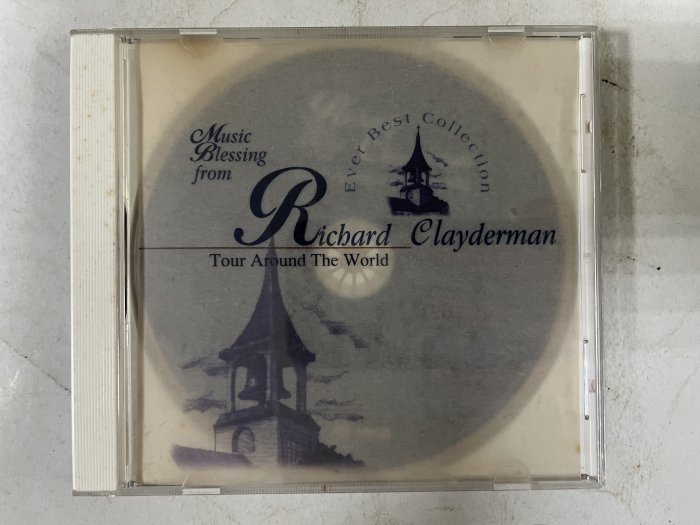 Music
Blessing
from
Ever Best Collection
Richard Clayderman
Tour Around The World